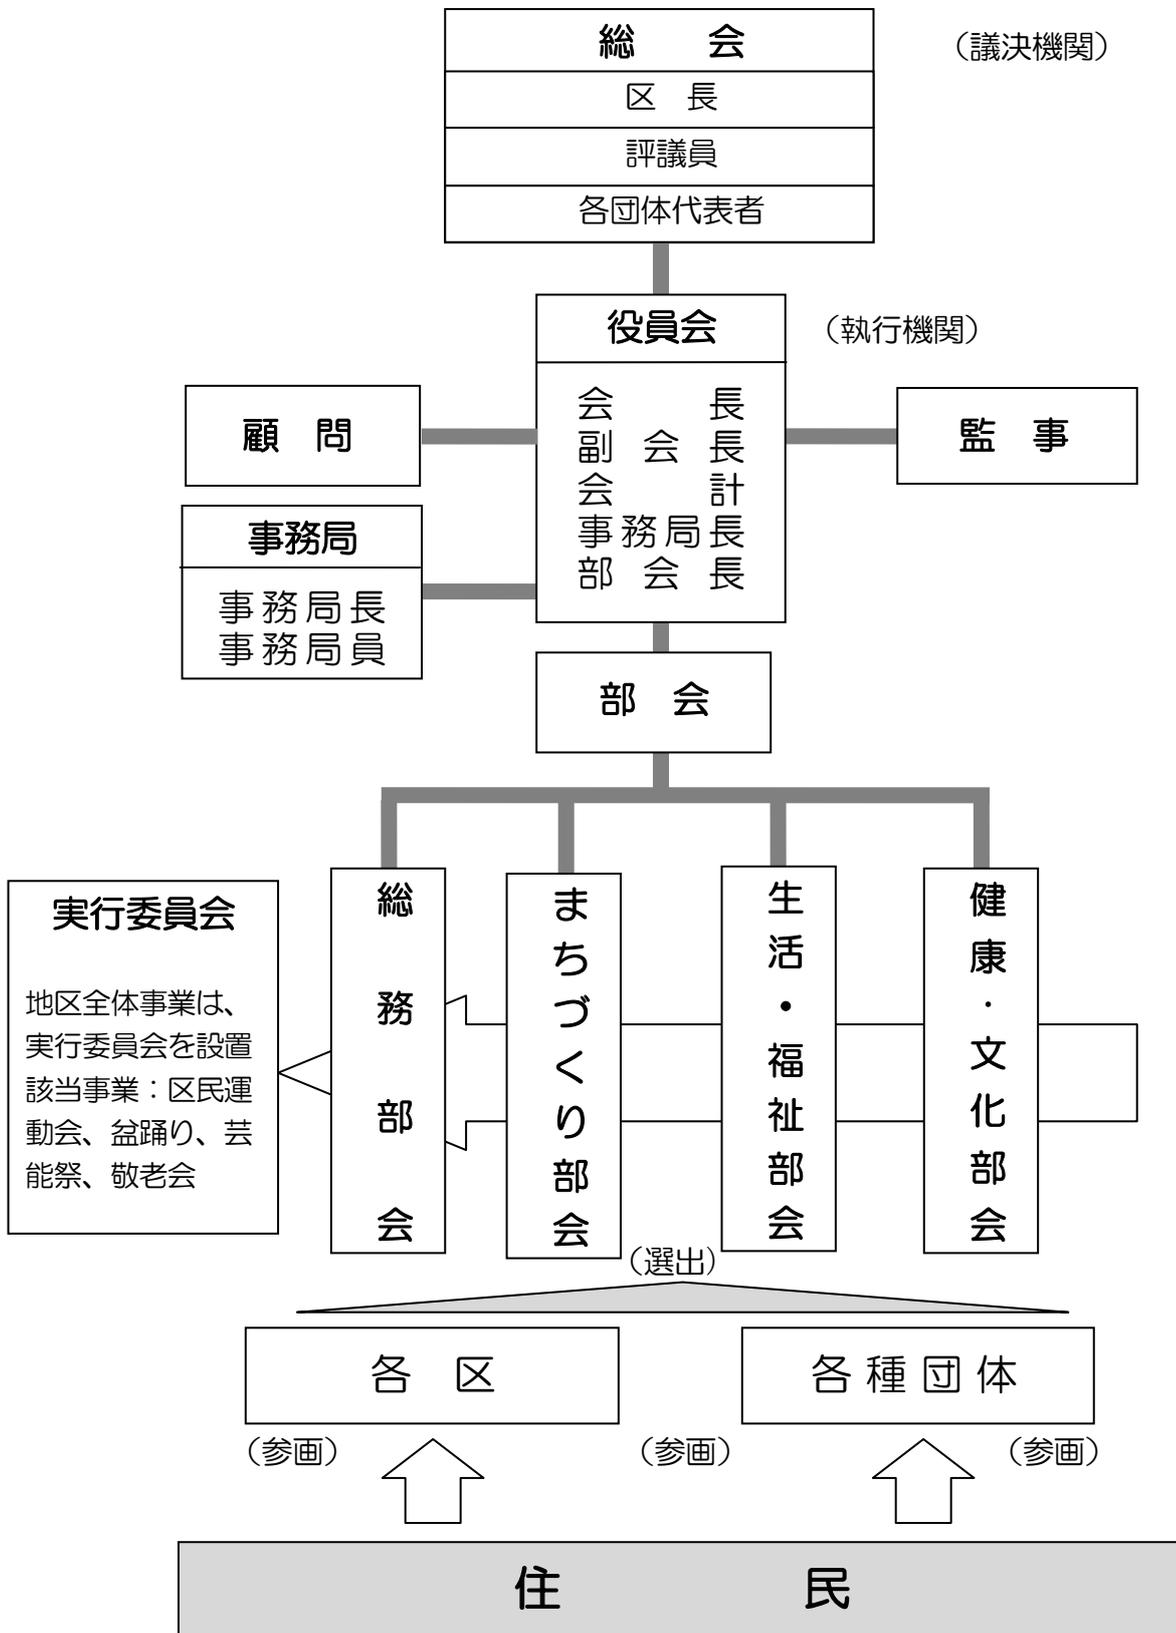 総　会
（議決機関）
区　長
評議員
各団体代表者
役員会
（執行機関）
会　　長
副　会　長
会　　計
事務局長
部　会　長
顧　問
監　事
事務局
事務局長
事務局員
部　会
実行委員会
地区全体事業は、
実行委員会を設置
該当事業：区民運
動会、盆踊り、芸
能祭、敬老会
総務部会
まちづくり部会
生活・福祉部会
健康・文化部会
（選出）
各　区
各種団体
（参画）
（参画）
（参画）
住　民